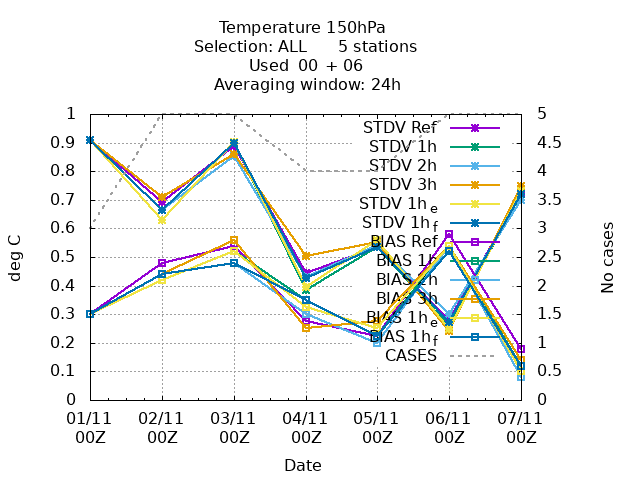 Temperature 150hPa
Selection: ALL 5 stations
Used 00 + 06
Averaging window: 24h
deg C
No cases
1
0.9
0.8
0.7
0.6
0.5
0.4
0.3
0.2
0.1
0
5
4.5
4
3.5
3
2.5
2
1.5
1
0.5
0
STDV Ref
STDV 1h
STDV 2h
STDV 3h
STDV 1h e
STDV 1h f
BIAS Ref
BIAS 1h
BIAS 2h
BIAS 3h
BIAS 1h e
BIAS 1h f
CASES
01/11 02/11 03/11 04/11 05/11 06/11 07/11
00Z 00Z 00Z 00Z 00Z 00Z 00Z
Date